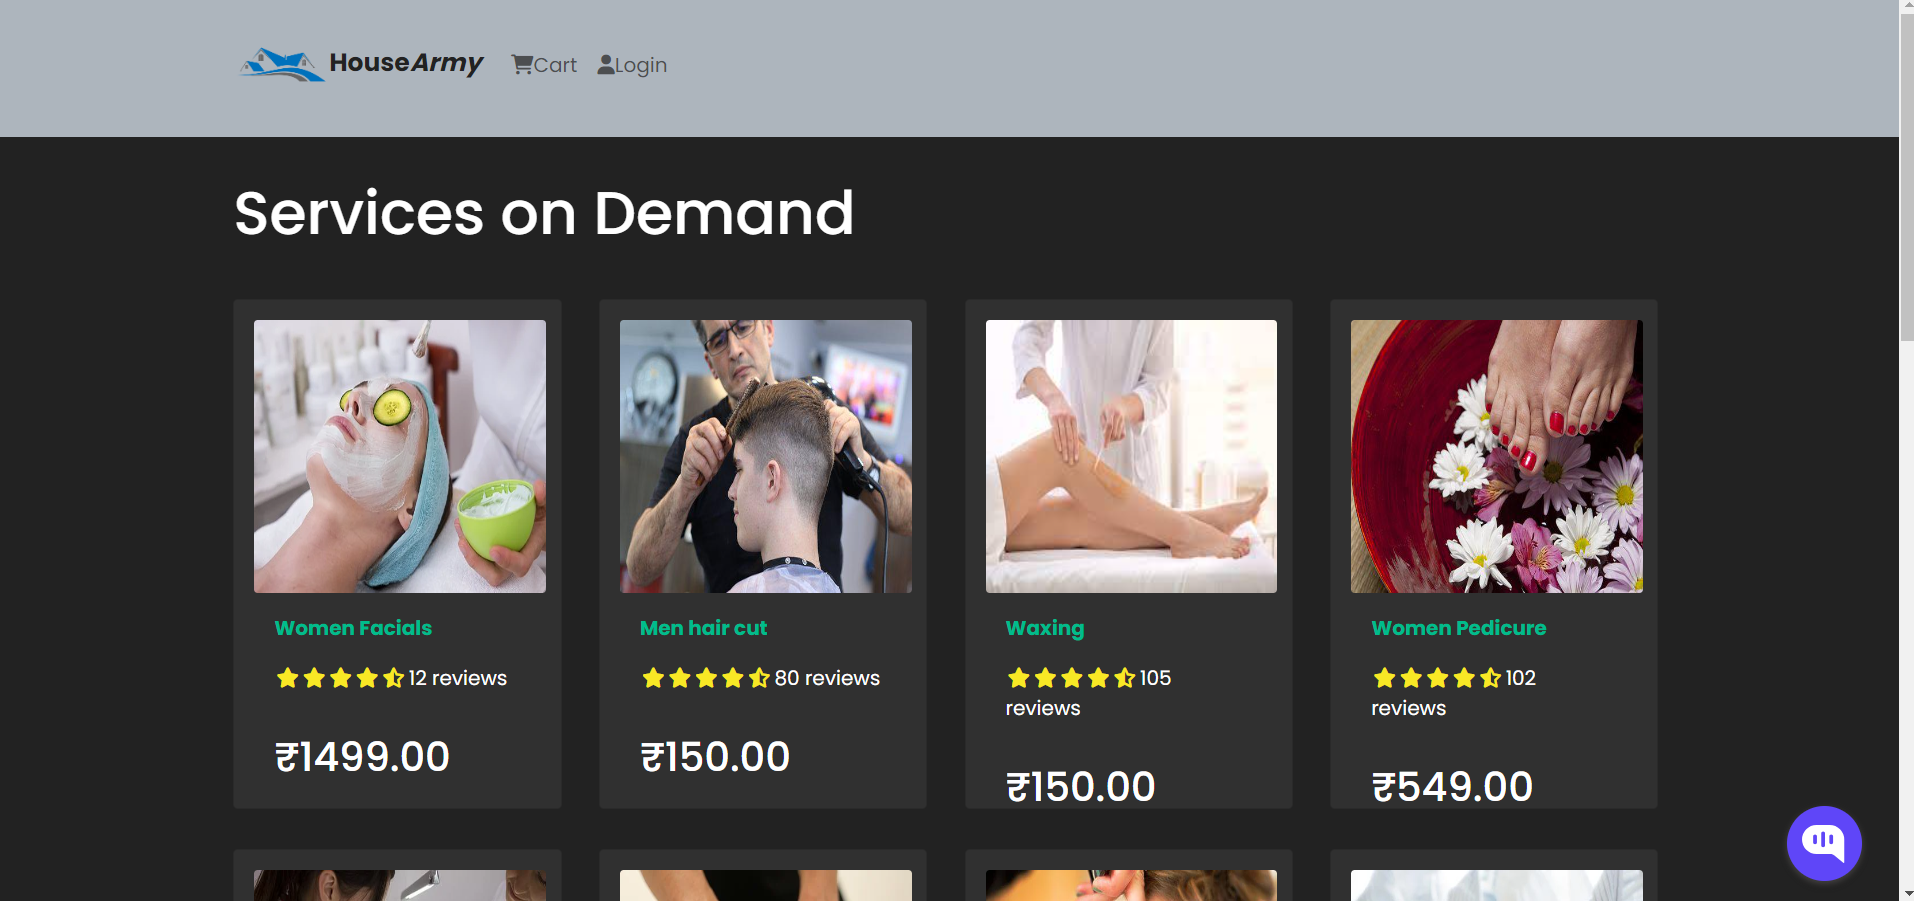 HouseArmy Cart Login
Services on Demand
Women Facials
12 reviews
₹1499.00
Men hair cut
80 reviews
₹150.00
Waxing
105
reviews
₹150.00
Women Pedicure
102
reviews
₹549.00